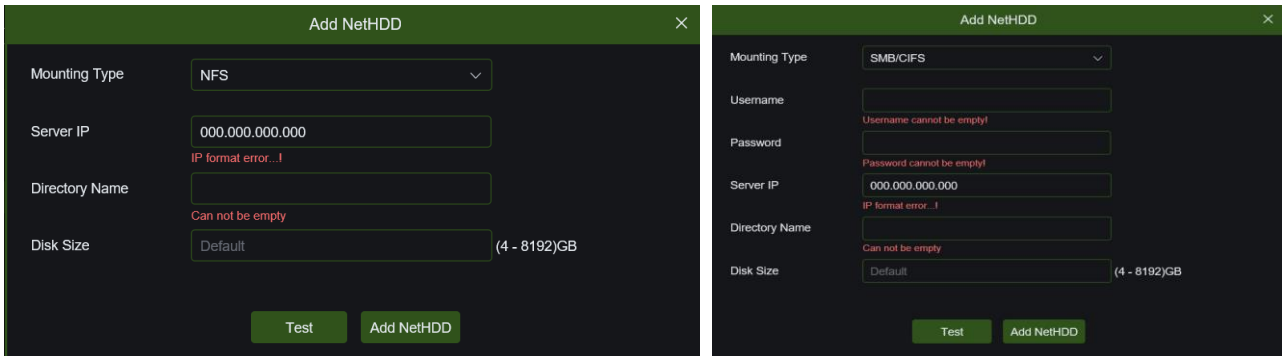 Add NetHDD
Mounting Type NFS
Server IP 000.000.000.000
IP format error...!
Directory Name
Can not be empty
Disk Size Default (4 - 8192)GB
Test Add NetHDD
Add NetHDD
Mounting Type SMB/CIFS
Username
Username cannot be empty!
Password
Password cannot be empty!
Server IP 000.000.000.000
IP format error...!
Directory Name
Can not be empty
Disk Size Default (4 - 8192)GB
Test Add NetHDD